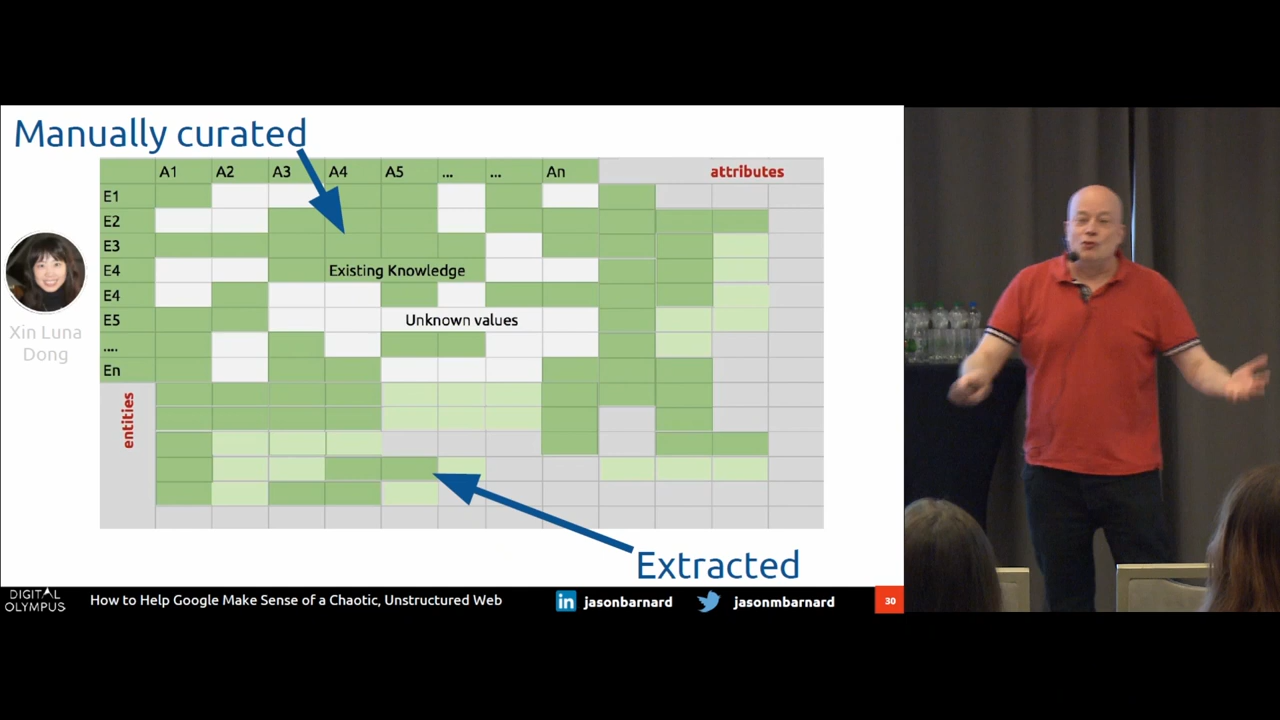 Manually curated
A1 A2 A3 A4 A5 ... ... An attributes
E1
E2
E3
E4 Existing Knowledge
E4
E5 Unknown values
....
En
entities
Xin Luna
Dong
Extracted
DIGITAL
OLYMPUS
How to Help Google Make Sense of a Chaotic, Unstructured Web
in jasonbarnard
jasonmbarnard
30